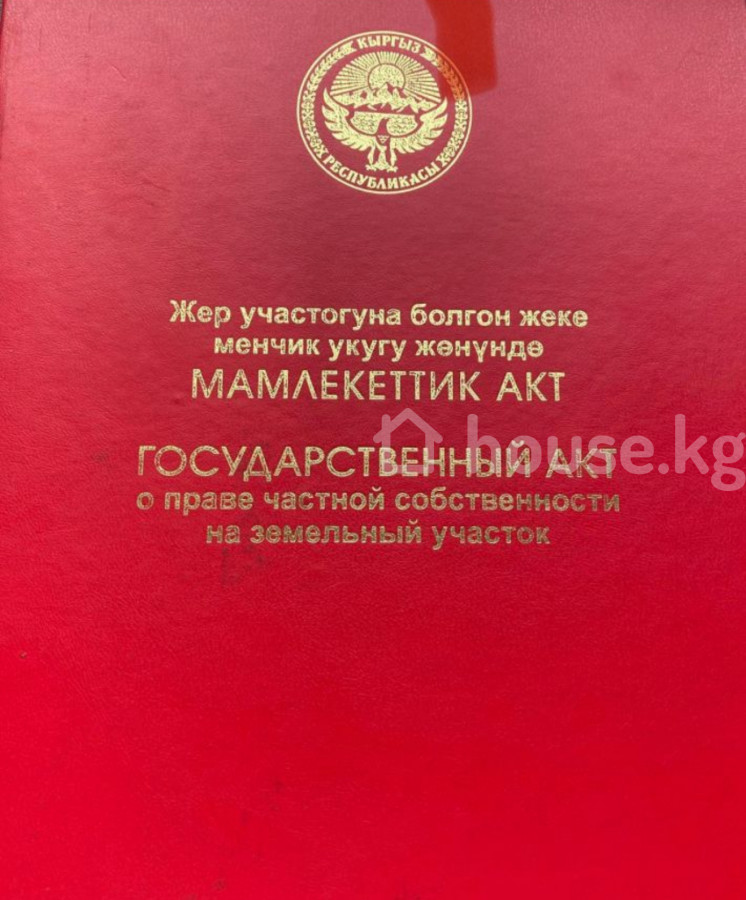 КЫРГЫЗ
РЕСПУБЛИКАСЫ
Жер участогуна болгон жеке
менчик укугу жөнүндө
МАМЛЕКЕТТИК АКТ
ГОСУДАРСТВЕННЫЙ АКТ
house.kg
о праве частной собственности
на земельный участок